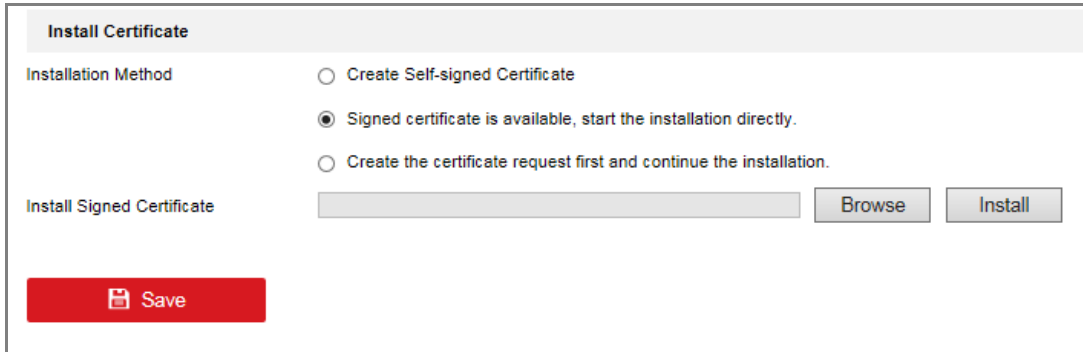 Install Certificate
Installation Method
Create Self-signed Certificate
Signed certificate is available, start the installation directly.
Create the certificate request first and continue the installation.
Install Signed Certificate
Browse
Install
Save